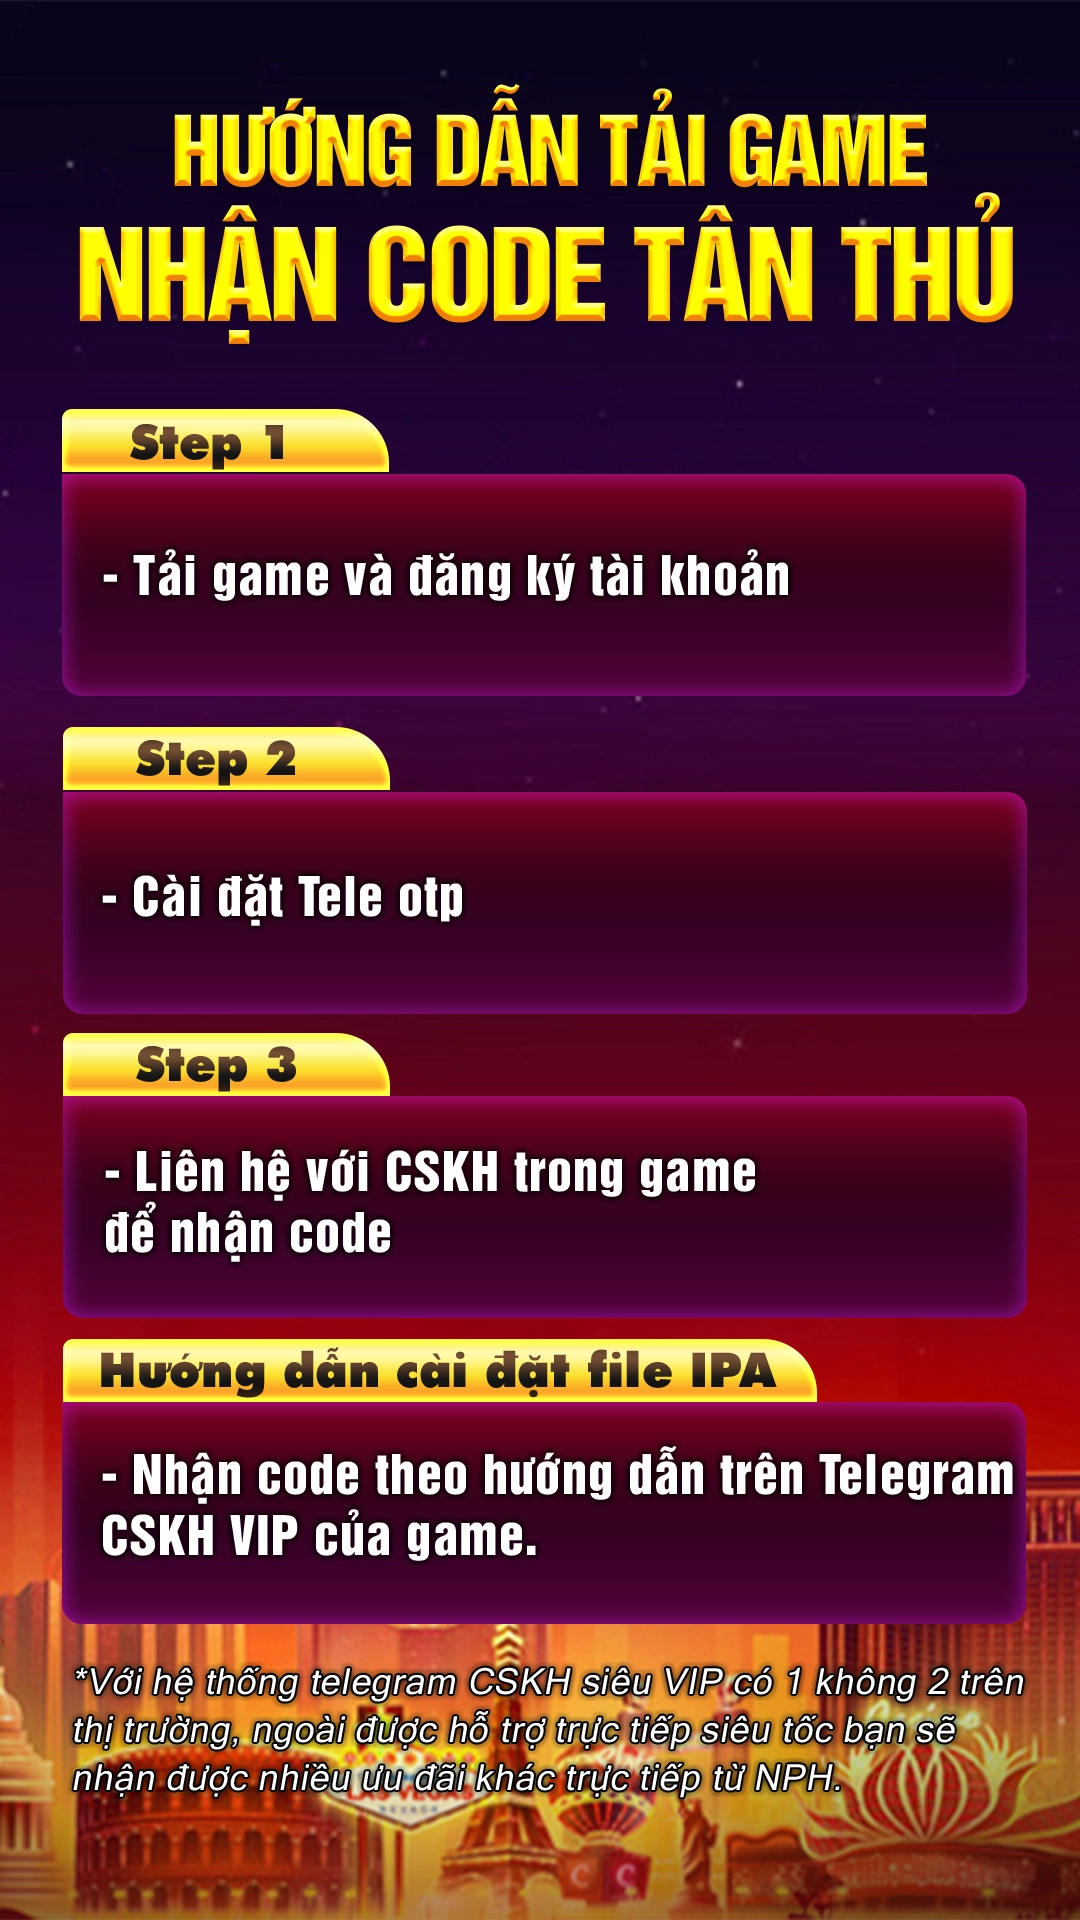 HƯỚNG DẪN TẢI GAME
NHẬN CODE TÂN THỦ
Step 1
- Tải game và đăng ký tài khoản
Step 2
- Cài đặt Tele otp
Step 3
- Liên hệ với CSKH trong game
để nhận code
Hướng dẫn cài đặt file IPA
- Nhận code theo hướng dẫn trên Telegram
CSKH VIP của game.
*Với hệ thống telegram CSKH siêu VIP có 1 không 2 trên
thị trường, ngoài được hỗ trợ trực tiếp siêu tốc bạn sẽ
nhận được nhiều ưu đãi khác trực tiếp từ NPH.
LAS VEGAS
NEVADA
C C